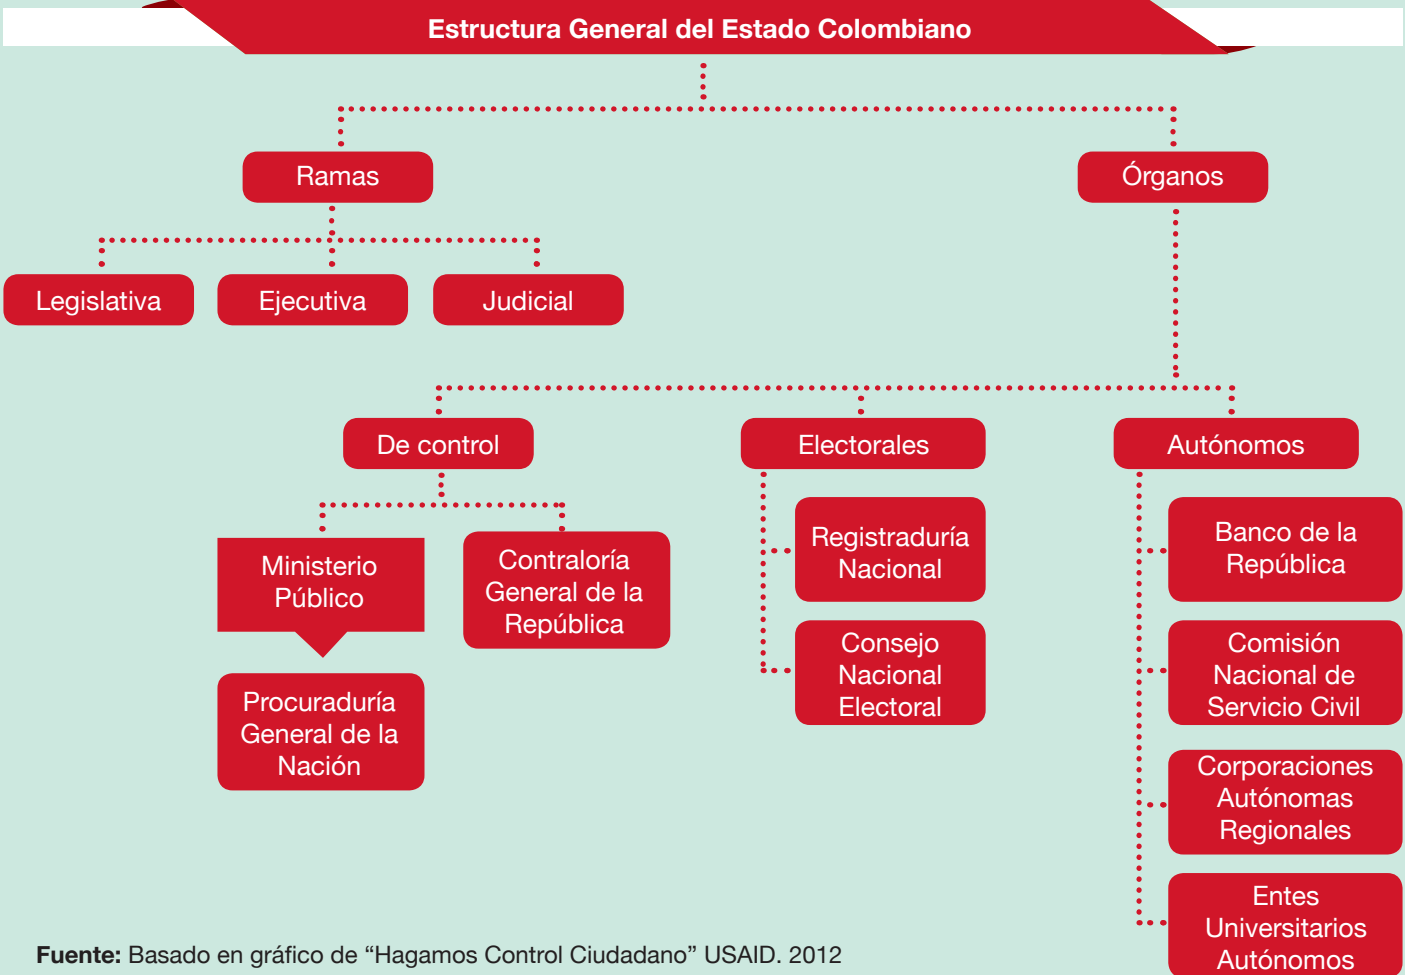 Estructura General del Estado Colombiano
Ramas
Órganos
Legislativa
Ejecutiva
Judicial
De control
Electorales
Autónomos
Ministerio
Público
Contraloría
General de la
República
Procuraduría
General de la
Nación
Registraduría
Nacional
Consejo
Nacional
Electoral
Banco de la
República
Comisión
Nacional de
Servicio Civil
Corporaciones
Autónomas
Regionales
Entes
Universitarios
Autónomos
Fuente: Basado en gráfico de “Hagamos Control Ciudadano” USAID. 2012